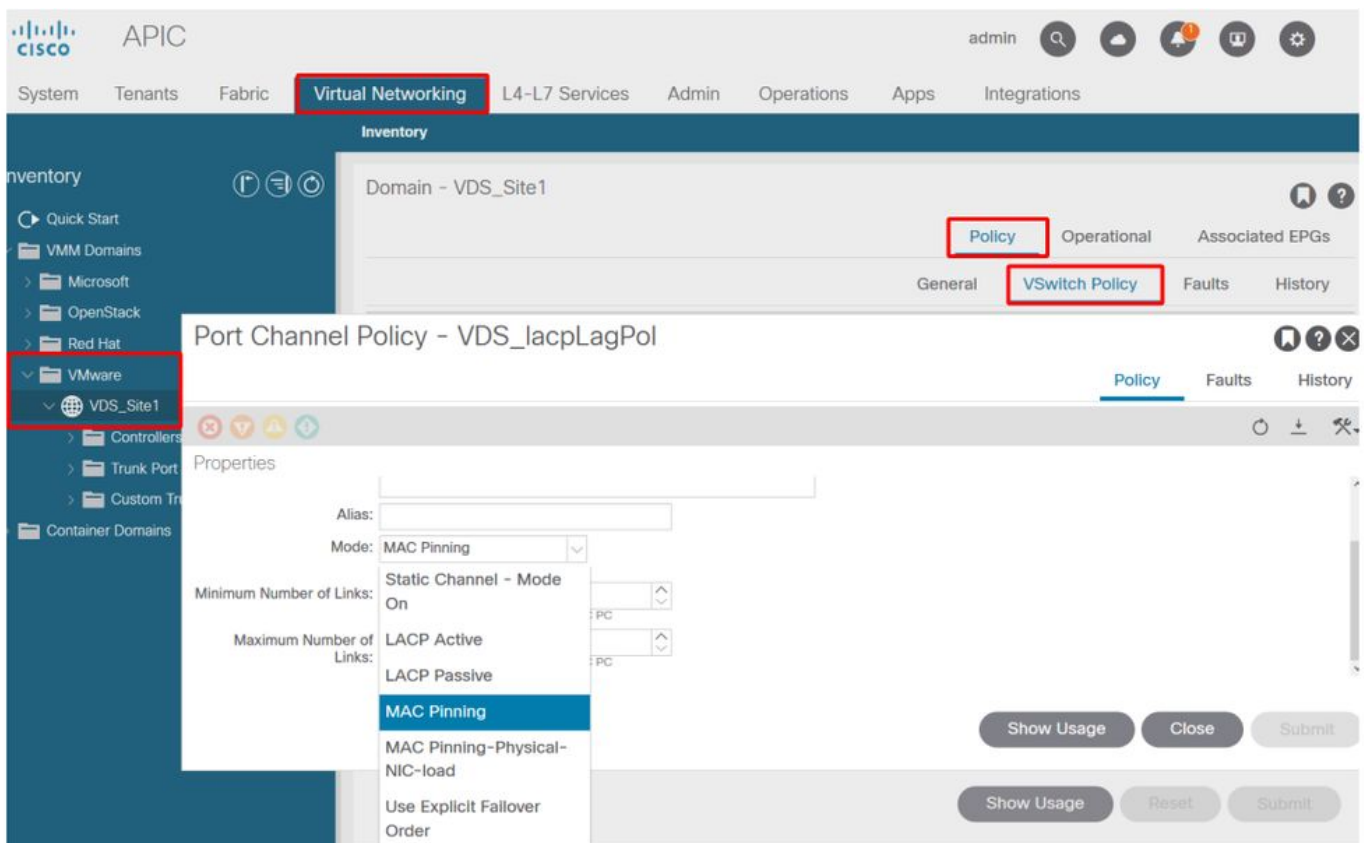 CISCO
APIC
admin
1
System Tenants Fabric Virtual Networking L4-L7 Services Admin Operations Apps Integrations
Inventory
nventory
Domain - VDS_Site1
Quick Start
Policy Operational Associated EPGs
VMM Domains
Microsoft
General VSwitch Policy Faults History
OpenStack
Red Hat
Port Channel Policy - VDS_lacpLagPol
VMware
Policy Faults History
VDS_Site1
Controllers
Properties
Trunk Port
Custom Tr
Alias:
Container Domains
Mode: MAC Pinning
Static Channel - Mode
On
Minimum Number of Links:
PC
LACP Active
Maximum Number of
Links:
PC
LACP Passive
MAC Pinning
Show Usage Close Submit
MAC Pinning-Physical-
NIC-load
Use Explicit Failover
Order
Show Usage Reset Submit